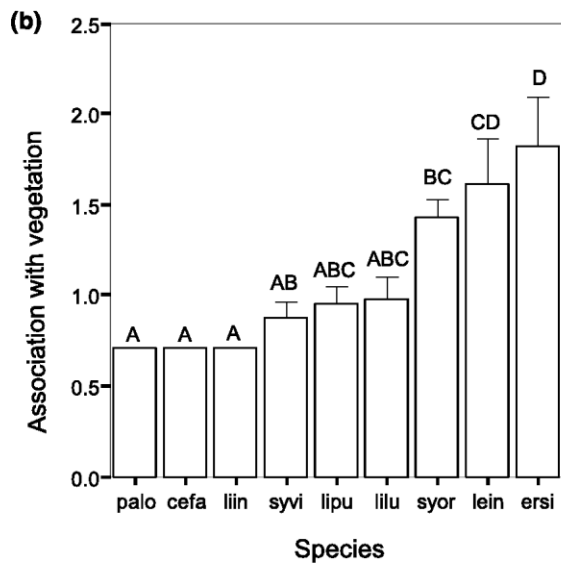 (b)
Association with vegetation
2.5
2.0
1.5
1.0
0.5
0.0
A A A AB ABC ABC BC CD D
palo cefa liin syvi lipu lilu syor lein ersi
Species